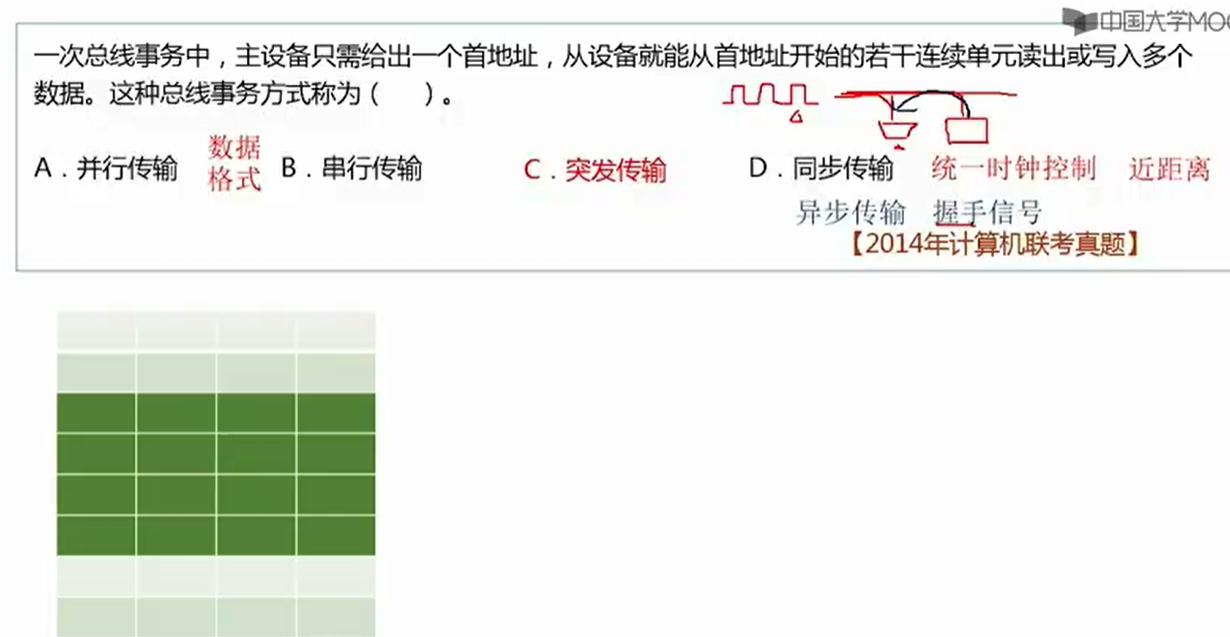 中国大学MOO
一次总线事务中，主设备只需给出一个首地址，从设备就能从首地址开始的若干连续单元读出或写入多个
数据。这种总线事务方式称为（　　）。
A．并行传输 数据格式 B．串行传输 C．突发传输 D．同步传输 统一时钟控制 近距离
异步传输 握手信号
【2014年计算机联考真题】